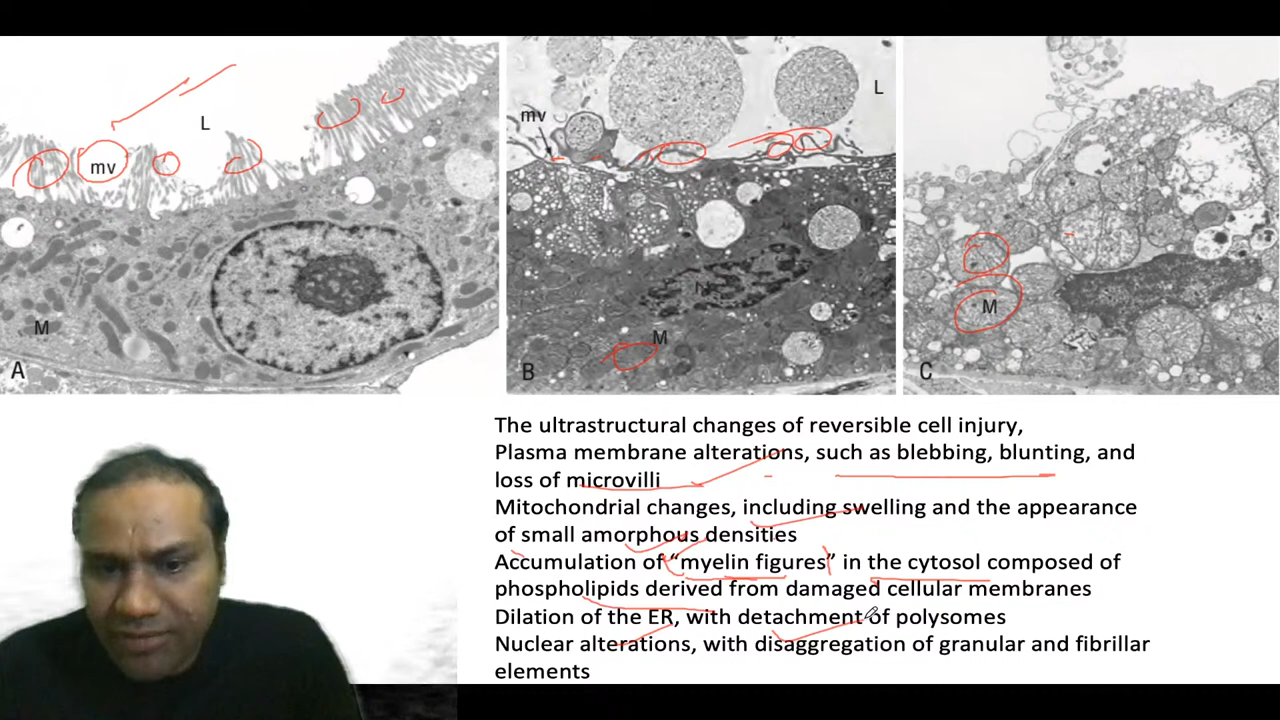 L
mv
M
A
mv
L
N
M
B
M
C
The ultrastructural changes of reversible cell injury,
Plasma membrane alterations, such as blebbing, blunting, and
loss of microvilli
Mitochondrial changes, including swelling and the appearance
of small amorphous densities
Accumulation of “myelin figures” in the cytosol composed of
phospholipids derived from damaged cellular membranes
Dilation of the ER, with detachment of polysomes
Nuclear alterations, with disaggregation of granular and fibrillar
elements